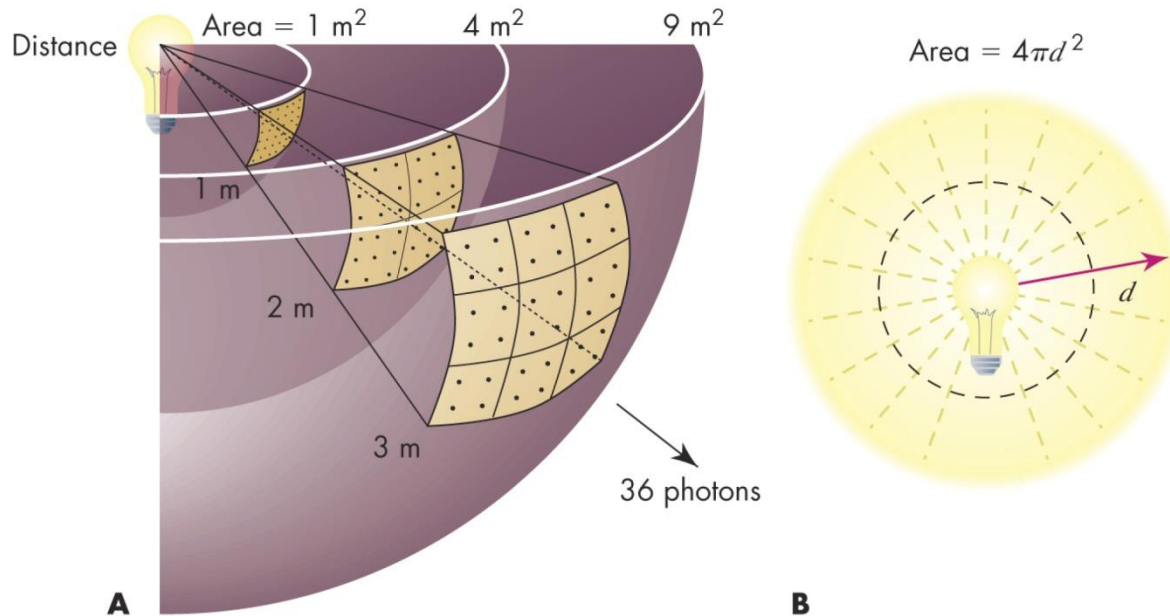 Distance
Area = 1 m²
4 m²
9 m²
1 m
2 m
3 m
36 photons
A
Area = 4πd²
d
B